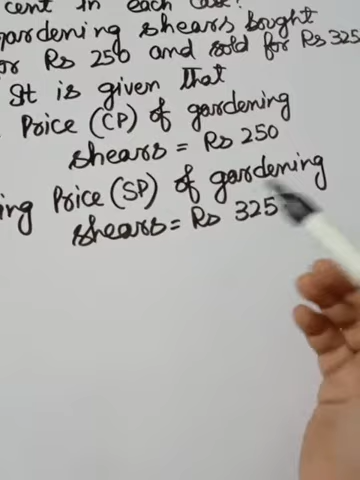 cent in each case?
gardening shears bought
or Rs 250 and sold for Rs 325
It is given that
Price (CP) of gardening
shears = Rs 250
ing Price (SP) of gardening
shears = Rs 325